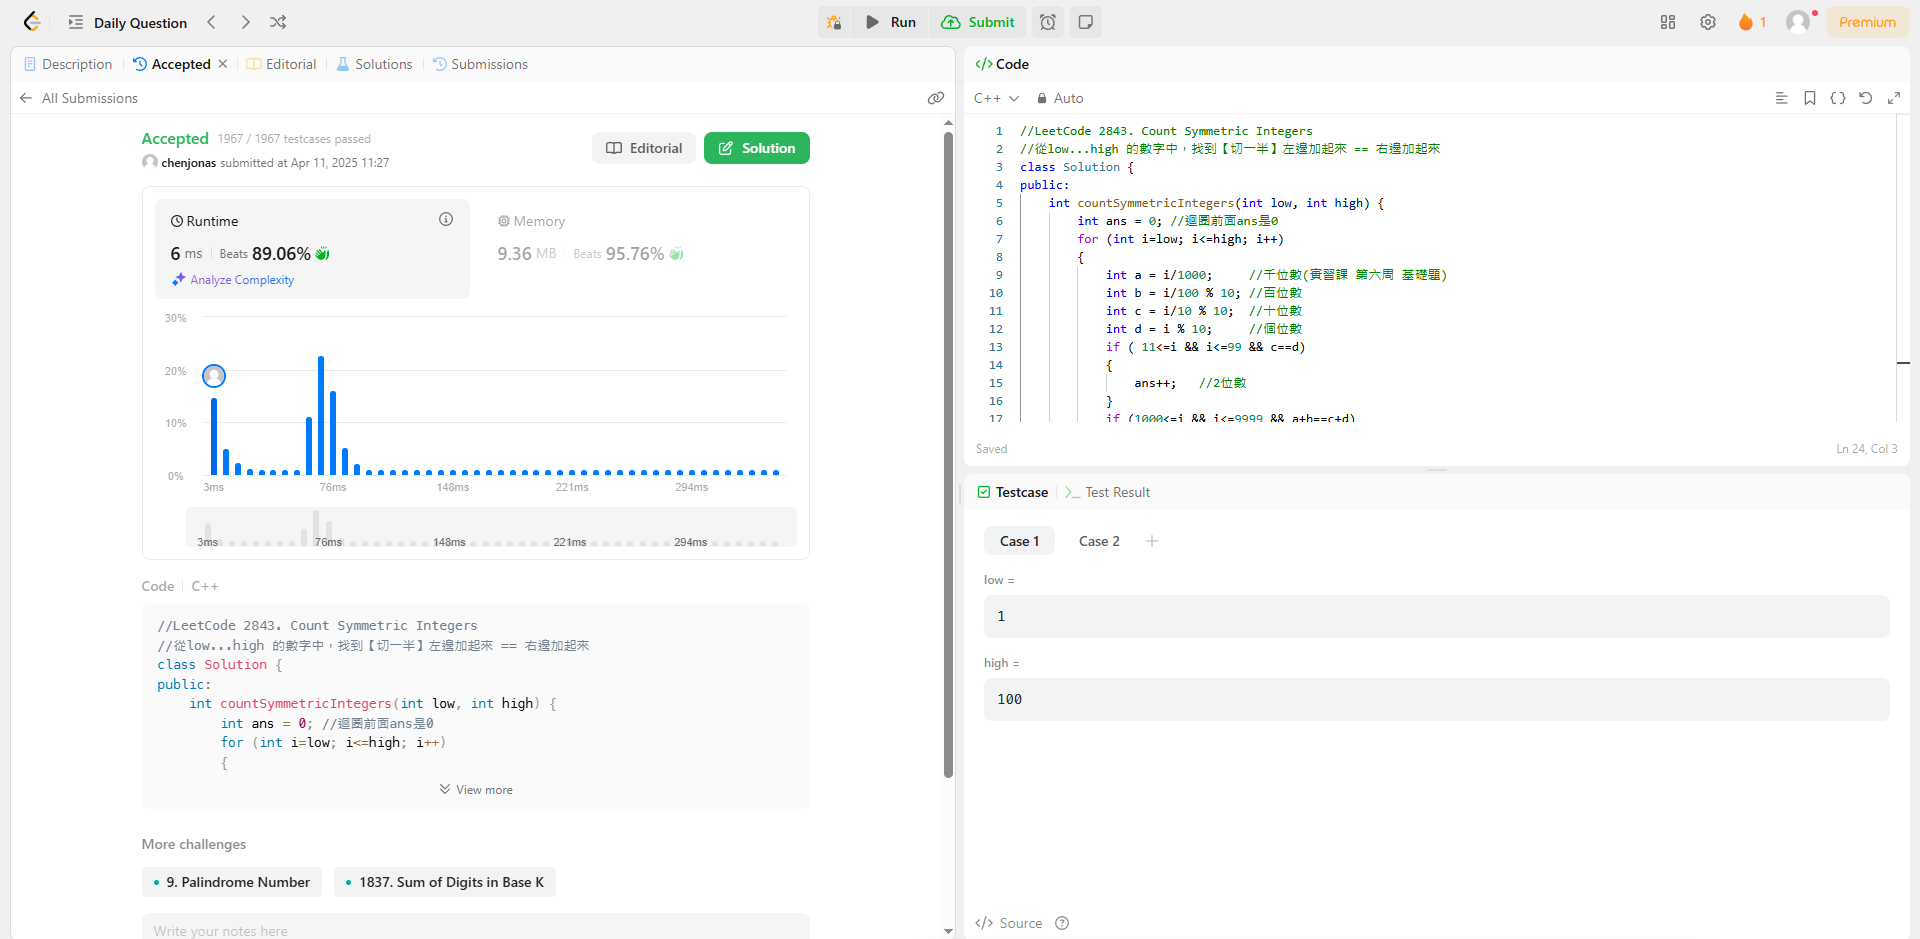 Daily Question
Run
Submit
1
Premium
Description
Accepted
Editorial
Solutions
Submissions
All Submissions
Accepted 1967 / 1967 testcases passed
chenjonas submitted at Apr 11, 2025 11:27
Editorial
Solution
Runtime
6 ms Beats 89.06%
Analyze Complexity
Memory
9.36 MB Beats 95.76%
30%
20%
10%
0%
3ms 76ms 148ms 221ms 294ms
3ms 76ms 148ms 221ms 294ms
Code C++
//LeetCode 2843. Count Symmetric Integers
//從low...high 的數字中，找到【切一半】左邊加起來 == 右邊加起來
class Solution {
public:
int countSymmetricIntegers(int low, int high) {
int ans = 0; //迴圈前面ans是0
for (int i=low; i<=high; i++)
{
View more
More challenges
9. Palindrome Number
1837. Sum of Digits in Base K
Write your notes here
</> Code
C++
Auto
1 //LeetCode 2843. Count Symmetric Integers
2 //從low...high 的數字中，找到【切一半】左邊加起來 == 右邊加起來
3 class Solution {
4 public:
5 int countSymmetricIntegers(int low, int high) {
6 int ans = 0; //迴圈前面ans是0
7 for (int i=low; i<=high; i++)
8 {
9 int a = i/1000; //千位數(實習課 第六周 基礎題)
10 int b = i/100 % 10; //百位數
11 int c = i/10 % 10; //十位數
12 int d = i % 10; //個位數
13 if ( 11<=i && i<=99 && c==d)
14 {
15 ans++; //2位數
16 }
17 if (1000<=i && i<=9999 && a+b==c+d)
Saved
Ln 24, Col 3
Testcase
Test Result
Case 1
Case 2
low =
1
high =
100
</> Source